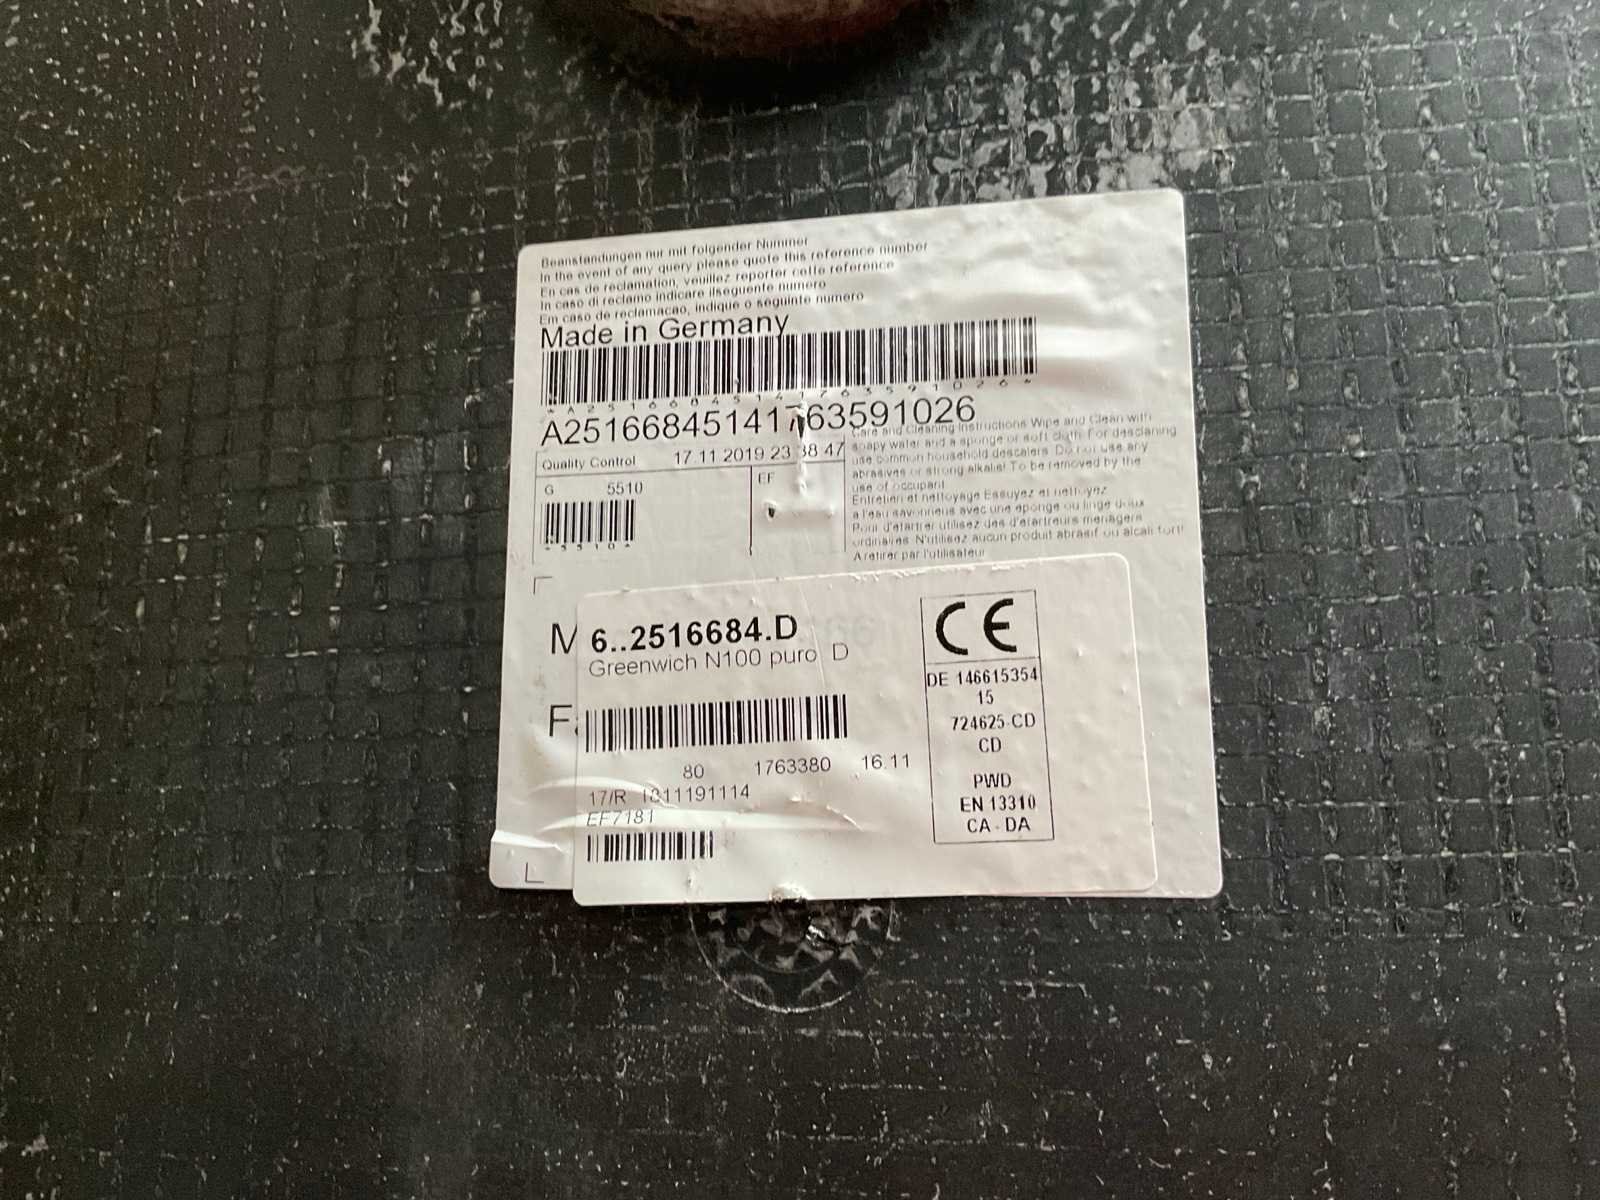 Beanstandungen nur mit folgender Nummer
In the event of any query please quote this reference number
En cas de reclamation, veuillez reporter cette reference
In caso di reclamo indicare ilseguente numero
Em caso de reclamacao, indique o seguinte numero
Made in Germany
*A25166845141763591026*
A25166845141763591026
Quality Control 17 11 2019 23 38 47
G 5510
EF
*5510*
Care and Cleaning Instructions Wipe and Clean with
soapy water and a sponge or soft cloth For descaling
use common household descalers Do not use any
abrasives or strong alkalis! To be removed by the
use of occupant
Entretien et nettoyage Essuyez et nettoyez
a l'eau savonneus avec une eponge ou linge doux
Pour d'etartrer utilisez des d'etartreurs menagers
ordinaires N'utilisez aucun produit abrasif ou alcali fort!
A retirer par l'utilisateur
M
F
6..2516684.D
Greenwich N100 puro D
80 1763380 16.11
17/R 1811191114
EF7181
CE
DE 146615354
15
724625-CD
CD
PWD
EN 13310
CA - DA